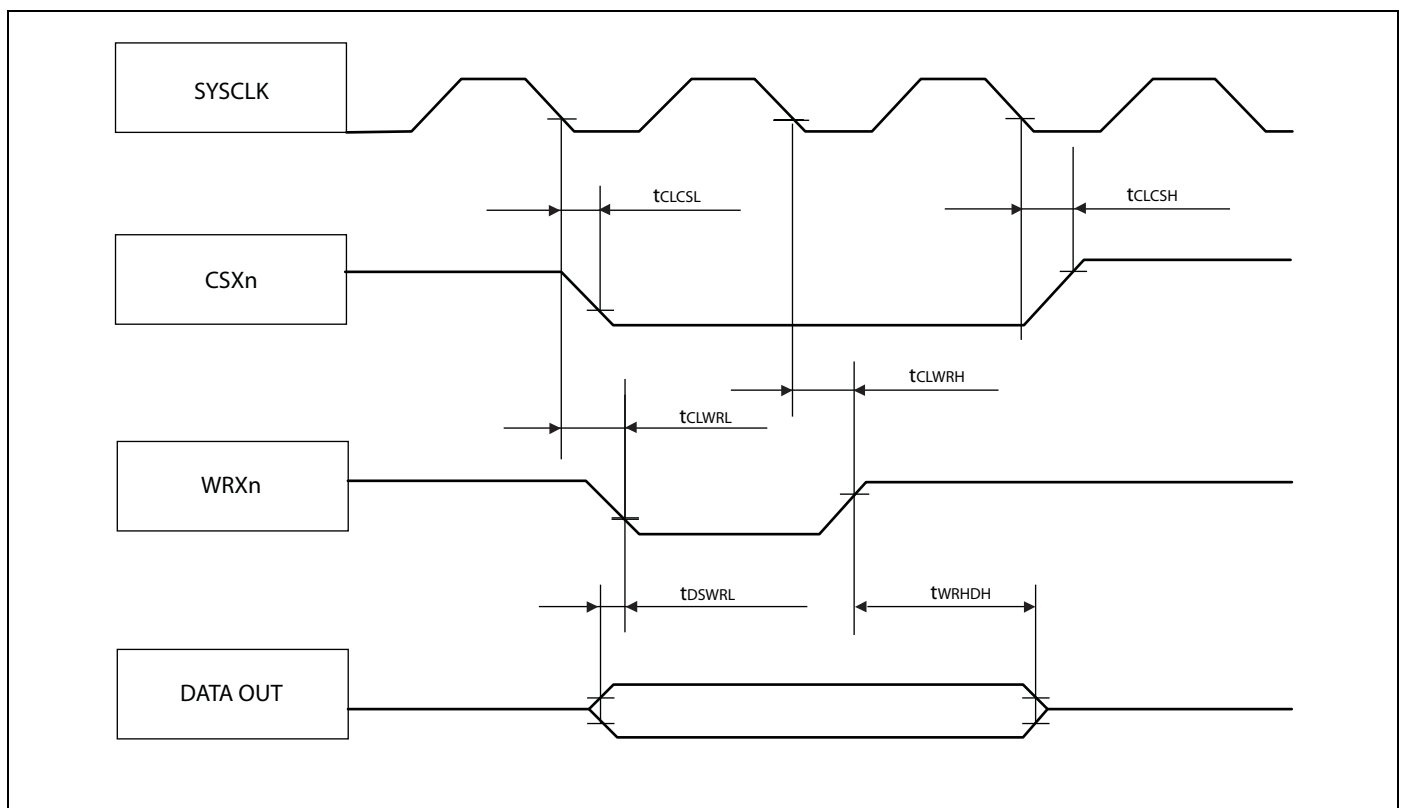 SYSCLK
tCLCSL
tCLCSH
CSXn
tCLWRH
tCLWRL
WRXn
tDSWRL
tWRHDH
DATA OUT